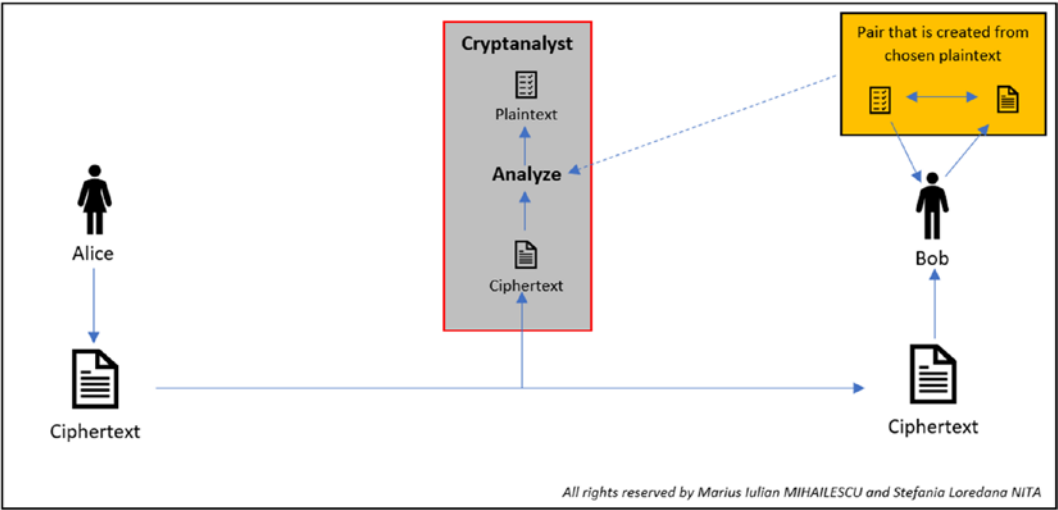 Cryptanalyst
Plaintext
Analyze
Ciphertext
Pair that is created from
chosen plaintext
Alice
Ciphertext
Bob
Ciphertext
All rights reserved by Marius Iulian MIHAILESCU and Stefania Loredana NITA